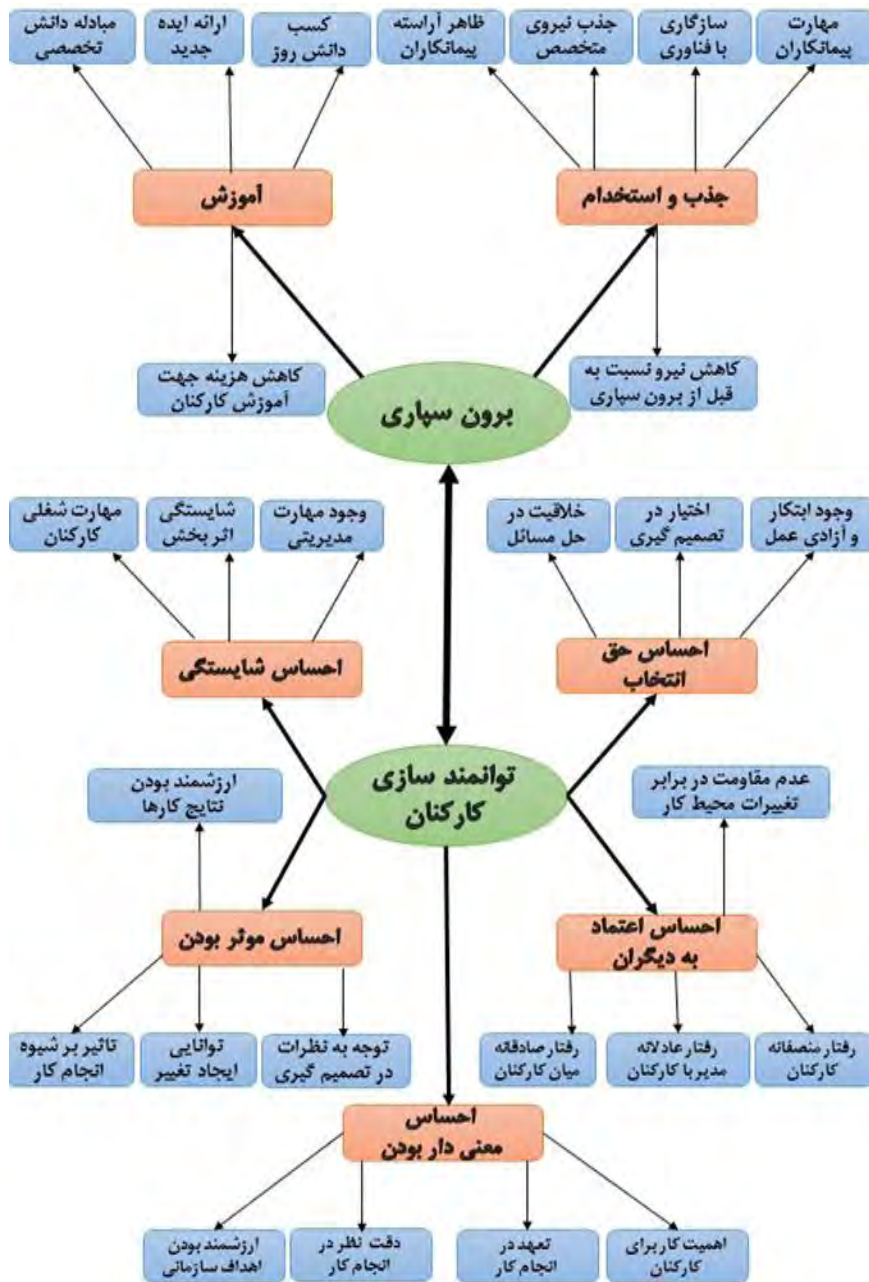 مهارت
پیمانکاران
سازگاری
با فناوری
جذب نیروی
متخصص
ظاهر آراسته
پیمانکاران
کسب
دانش روز
ارائه ایده
جدید
مبادله دانش
تخصصی
جذب و استخدام
آموزش
کاهش نیرو نسبت به
قبل از برون سپاری
کاهش هزینه جهت
آموزش کارکنان
برون سپاری
وجود ابتکار
و آزادی عمل
اختیار در
تصمیم گیری
خلاقیت در
حل مسائل
وجود مهارت
مدیریتی
شایستگی
اثر بخش
مهارت شغلی
کارکنان
احساس حق
انتخاب
احساس شایستگی
توانمند سازی
کارکنان
عدم مقاومت در برابر
تغییرات محیط کار
ارزشمند بودن
نتایج کارها
احساس اعتماد
به دیگران
احساس موثر بودن
رفتار منصفانه
کارکنان
رفتار عادلانه
مدیر با کارکنان
رفتار صادقانه
میان کارکنان
توجه به نظرات
در تصمیم گیری
توانایی
ایجاد تغییر
تاثیر بر شیوه
انجام کار
احساس
معنی دار بودن
اهمیت کار برای
کارکنان
تعهد در
انجام کار
دقت نظر در
انجام کار
ارزشمند بودن
اهداف سازمانی